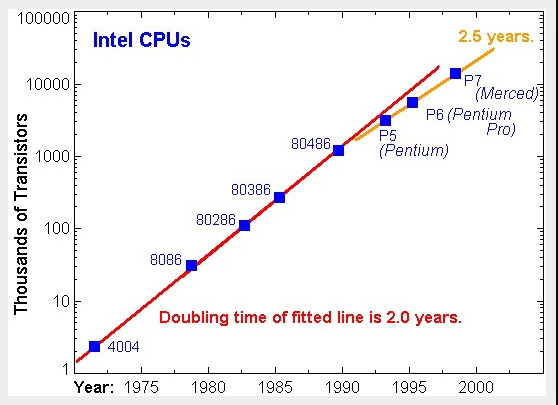 100000
Intel CPUs
2.5 years.
10000
P7
(Merced)
P6 (Pentium
Pro)
P5
(Pentium)
80486
1000
80386
80286
100
8086
10
Doubling time of fitted line is 2.0 years.
4004
1
Thousands of Transistors
Year: 1975 1980 1985 1990 1995 2000